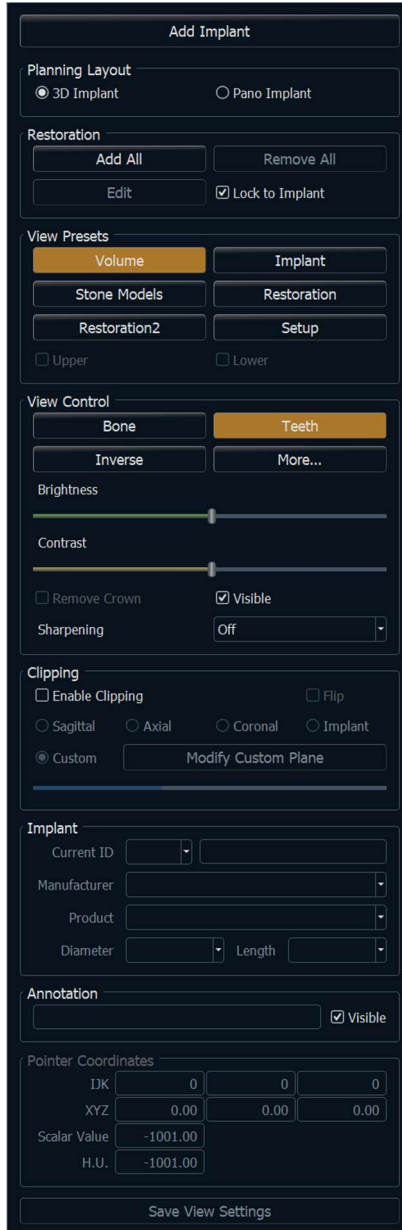 Add Implant
Planning Layout
3D Implant Pano Implant
Restoration
Add All Remove All
Edit Lock to Implant
View Presets
Volume Implant
Stone Models Restoration
Restoration2 Setup
Upper Lower
View Control
Bone Teeth
Inverse More...
Brightness
Contrast
Remove Crown Visible
Sharpening Off
Clipping
Enable Clipping Flip
Sagittal Axial Coronal Implant
Custom Modify Custom Plane
Implant
Current ID
Manufacturer
Product
Diameter Length
Annotation
Visible
Pointer Coordinates
IJK 0 0 0
XYZ 0.00 0.00 0.00
Scalar Value -1001.00
H.U. -1001.00
Save View Settings